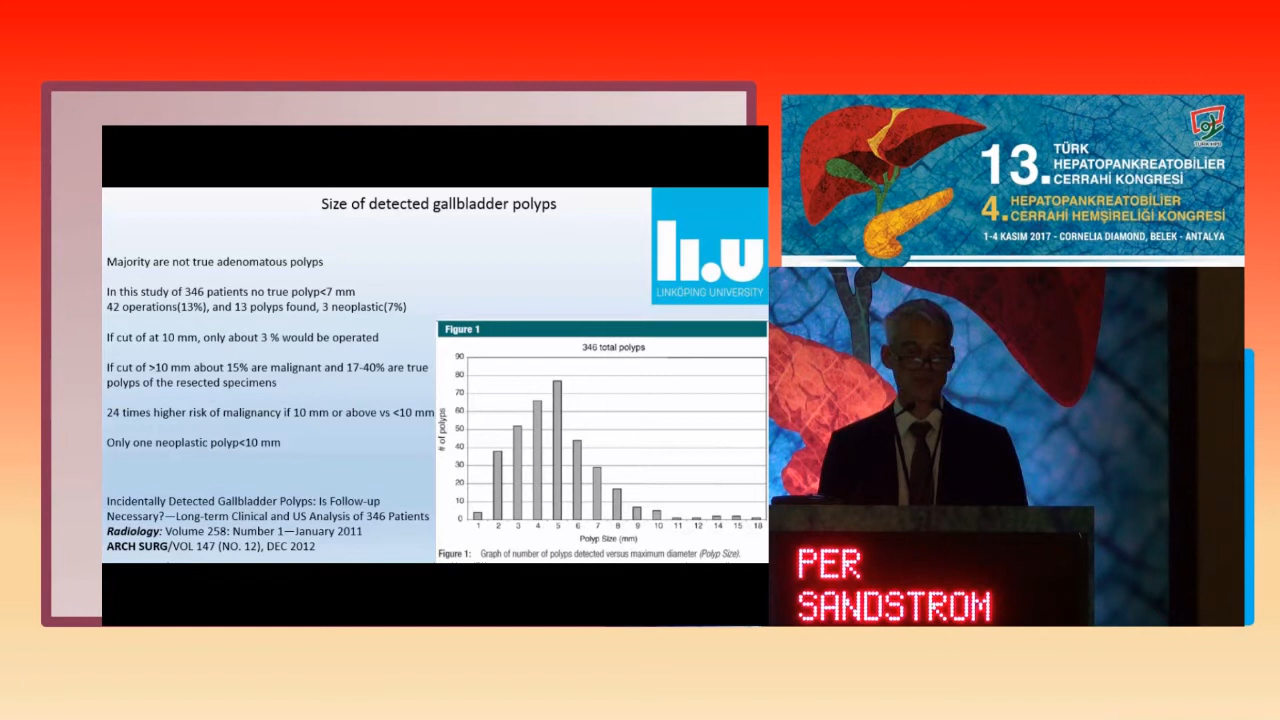 Size of detected gallbladder polyps
li.u
LINKÖPING UNIVERSITY
Majority are not true adenomatous polyps
In this study of 346 patients no true polyp<7 mm
42 operations(13%), and 13 polyps found, 3 neoplastic(7%)
If cut of at 10 mm, only about 3 % would be operated
If cut of >10 mm about 15% are malignant and 17-40% are true
polyps of the resected specimens
24 times higher risk of malignancy if 10 mm or above vs <10 mm
Only one neoplastic polyp<10 mm
Incidentally Detected Gallbladder Polyps: Is Follow-up
Necessary?—Long-term Clinical and US Analysis of 346 Patients
Radiology: Volume 258: Number 1—January 2011
ARCH SURG/VOL 147 (NO. 12), DEC 2012
Figure 1
346 total polyps
90
80
70
60
50
40
30
20
10
0
# of polyps
1 2 3 4 5 6 7 8 9 10 11 12 14 15 18
Polyp Size (mm)
Figure 1: Graph of number of polyps detected versus maximum diameter (Polyp Size).
13. TÜRK
HEPATOPANKREATOBİLİER
CERRAHİ KONGRESİ
4. HEPATOPANKREATOBİLİER
CERRAHİ HEMŞİRELİĞİ KONGRESİ
1-4 KASIM 2017 - CORNELIA DIAMOND, BELEK - ANTALYA
PER
SANDSTROM